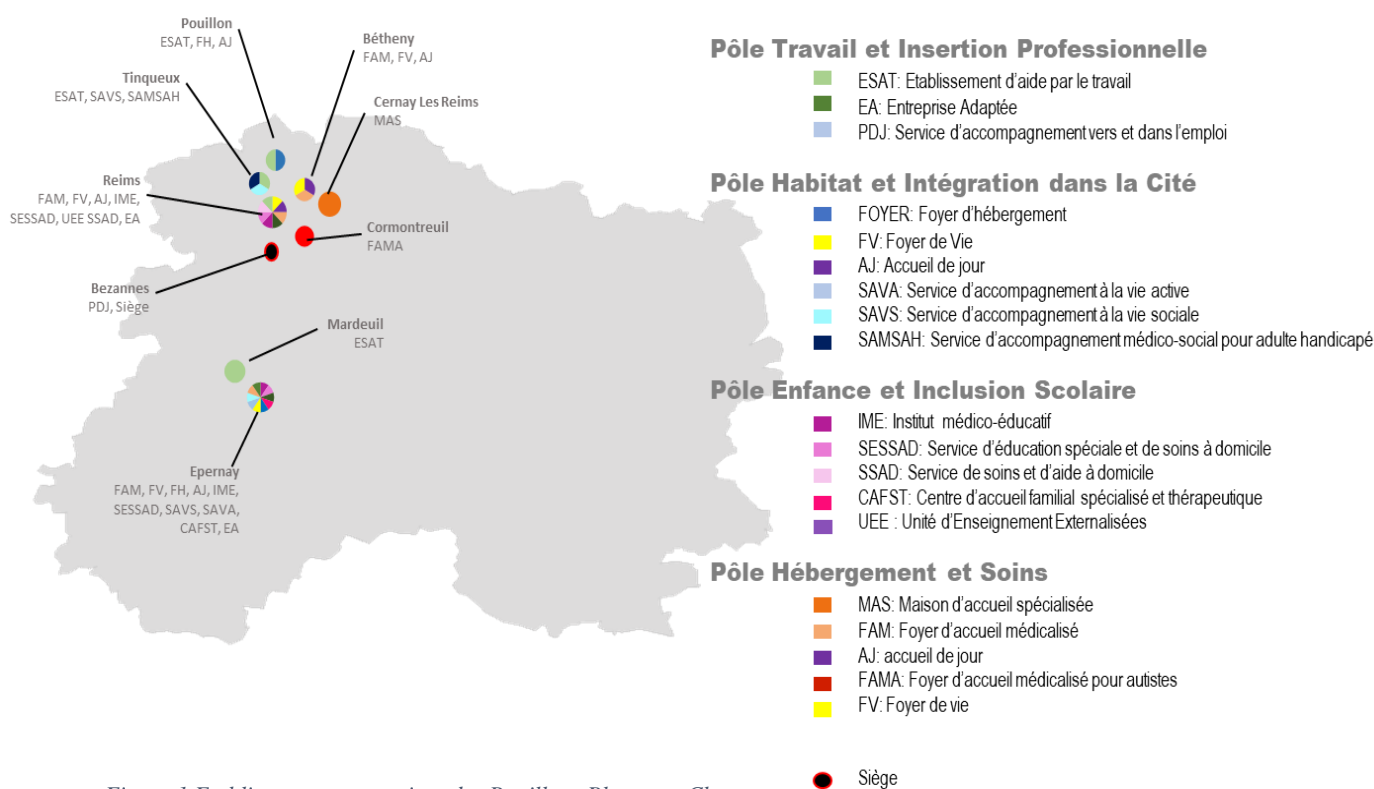 Pouillon
ESAT, FH, AJ
Bétheny
FAM, FV, AJ
Tinqueux
ESAT, SAVS, SAMSAH
Cernay Les Reims
MAS
Reims
FAM, FV, AJ, IME,
SESSAD, UEE SSAD, EA
Cormontreuil
FAMA
Bezannes
PDJ, Siège
Mardeuil
ESAT
Epernay
FAM, FV, FH, AJ, IME,
SESSAD, SAVS, SAVA,
CAFST, EA
Pôle Travail et Insertion Professionnelle
ESAT: Etablissement d'aide par le travail
EA: Entreprise Adaptée
PDJ: Service d'accompagnement vers et dans l'emploi
Pôle Habitat et Intégration dans la Cité
FOYER: Foyer d'hébergement
FV: Foyer de Vie
AJ: Accueil de jour
SAVA: Service d'accompagnement à la vie active
SAVS: Service d'accompagnement à la vie sociale
SAMSAH: Service d'accompagnement médico-social pour adulte handicapé
Pôle Enfance et Inclusion Scolaire
IME: Institut médico-éducatif
SESSAD: Service d'éducation spéciale et de soins à domicile
SSAD: Service de soins et d'aide à domicile
CAFST: Centre d'accueil familial spécialisé et thérapeutique
UEE : Unité d'Enseignement Externalisées
Pôle Hébergement et Soins
MAS: Maison d'accueil spécialisée
FAM: Foyer d'accueil médicalisé
AJ: accueil de jour
FAMA: Foyer d'accueil médicalisé pour autistes
FV: Foyer de vie
Siège